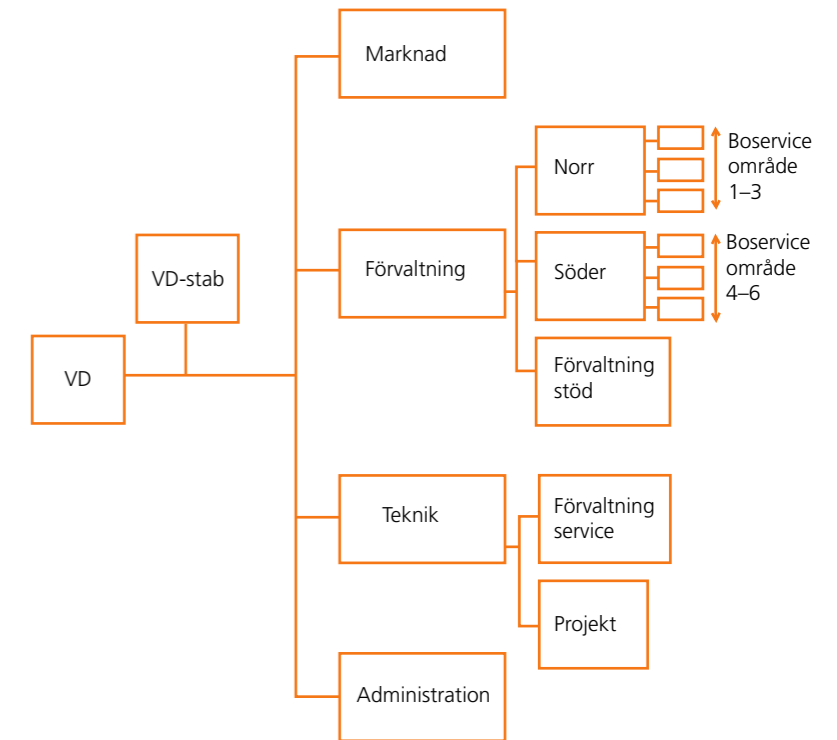 Marknad
Norr
Boservice
område
1–3
VD-stab
Förvaltning
Söder
Boservice
område
4–6
VD
Förvaltning
stöd
Teknik
Förvaltning
service
Projekt
Administration